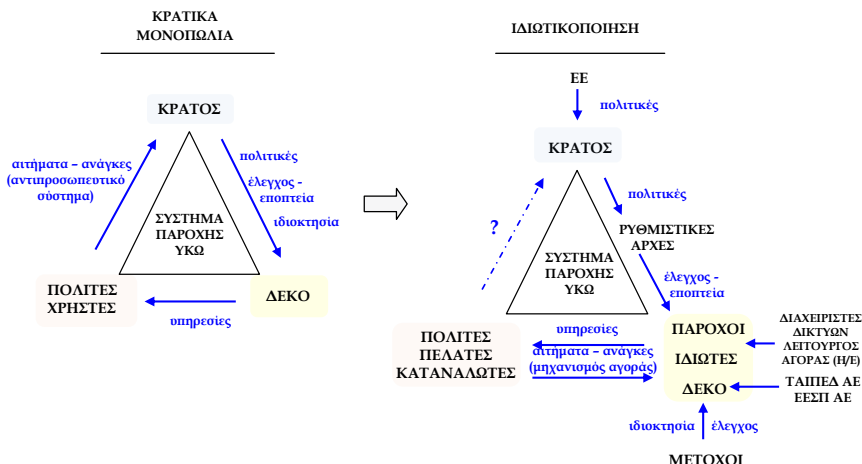 ΚΡΑΤΙΚΑ
ΜΟΝΟΠΩΛΙΑ
ΚΡΑΤΟΣ
αιτήματα – ανάγκες
(αντιπροσωπευτικό
σύστημα)
πολιτικές
έλεγχος -
εποπτεία
ιδιοκτησία
ΣΥΣΤΗΜΑ
ΠΑΡΟΧΗΣ
ΥΚΩ
ΠΟΛΙΤΕΣ
ΧΡΗΣΤΕΣ
ΔΕΚΟ
υπηρεσίες
ΙΔΙΩΤΙΚΟΠΟΙΗΣΗ
ΕΕ
πολιτικές
ΚΡΑΤΟΣ
πολιτικές
?
ΡΥΘΜΙΣΤΙΚΕΣ
ΑΡΧΕΣ
ΣΥΣΤΗΜΑ
ΠΑΡΟΧΗΣ
ΥΚΩ
έλεγχος -
εποπτεία
ΠΟΛΙΤΕΣ
ΠΕΛΑΤΕΣ
ΚΑΤΑΝΑΛΩΤΕΣ
υπηρεσίες
αιτήματα – ανάγκες
(μηχανισμός αγοράς)
ΠΑΡΟΧΟΙ
ΙΔΙΩΤΕΣ
ΔΕΚΟ
ΔΙΑΧΕΙΡΙΣΤΕΣ
ΔΙΚΤΥΩΝ
ΛΕΙΤΟΥΡΓΟΣ
ΑΓΟΡΑΣ (Η/Ε)
ΤΑΙΠΕΔ ΑΕ
ΕΕΣΠ ΑΕ
ιδιοκτησία
έλεγχος
ΜΕΤΟΧΟΙ